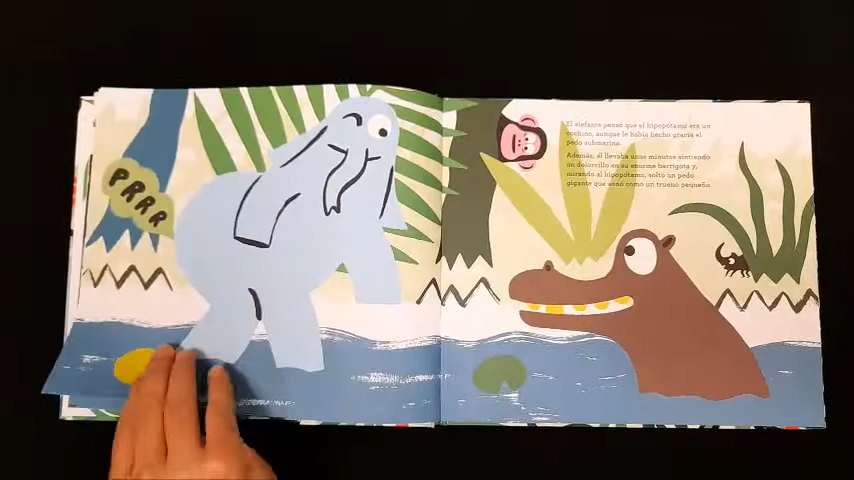 PRRRR
El elefante pensó que el hipopótamo era un
cochino, aunque le había hecho gracia el
pedo submarino.
Además, él llevaba unos minutos sintiendo
un dolorcillo en su enorme barrigota y,
mirando al hipopótamo, soltó un pedo
gigante que sonó como un trueno pequeño.